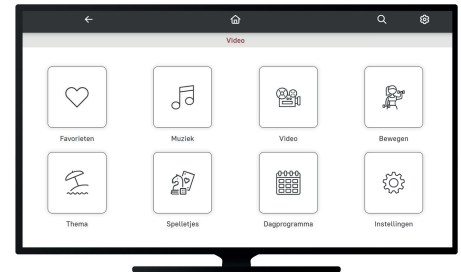 Video
Favorieten
Muziek
Video
Bewegen
Thema
Spelletjes
Dagprogramma
Instellingen